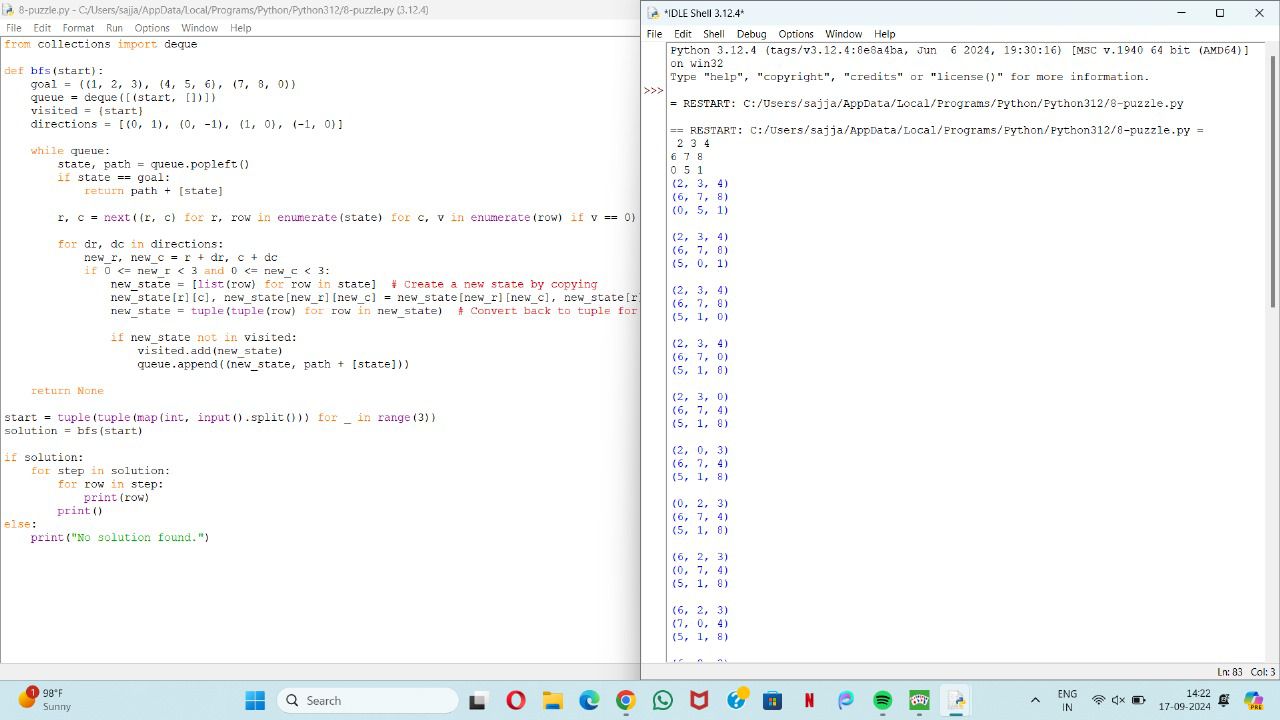 8-puzzle.py - C:/Users/sajja/AppData/Local/Programs/Python/Python312/8-puzzle.py (3.12.4)
File Edit Format Run Options Window Help
from collections import deque
def bfs(start):
    goal = ((1, 2, 3), (4, 5, 6), (7, 8, 0))
    queue = deque([(start, [])])
    visited = {start}
    directions = [(0, 1), (0, -1), (1, 0), (-1, 0)]
    while queue:
        state, path = queue.popleft()
        if state == goal:
            return path + [state]
        r, c = next((r, c) for r, row in enumerate(state) for c, v in enumerate(row) if v == 0)
        for dr, dc in directions:
            new_r, new_c = r + dr, c + dc
            if 0 <= new_r < 3 and 0 <= new_c < 3:
                new_state = [list(row) for row in state]  # Create a new state by copying
                new_state[r][c], new_state[new_r][new_c] = new_state[new_r][new_c], new_state[r]
                new_state = tuple(tuple(row) for row in new_state)  # Convert back to tuple for
                if new_state not in visited:
                    visited.add(new_state)
                    queue.append((new_state, path + [state]))
    return None
start = tuple(tuple(map(int, input().split())) for _ in range(3))
solution = bfs(start)
if solution:
    for step in solution:
        for row in step:
            print(row)
        print()
else:
    print("No solution found.")
*IDLE Shell 3.12.4*
File Edit Shell Debug Options Window Help
Python 3.12.4 (tags/v3.12.4:8e8a4ba, Jun  6 2024, 19:30:16) [MSC v.1940 64 bit (AMD64)]
on win32
Type "help", "copyright", "credits" or "license()" for more information.
>>>
= RESTART: C:/Users/sajja/AppData/Local/Programs/Python/Python312/8-puzzle.py
== RESTART: C:/Users/sajja/AppData/Local/Programs/Python/Python312/8-puzzle.py =
 2 3 4
6 7 8
0 5 1
(2, 3, 4)
(6, 7, 8)
(0, 5, 1)
(2, 3, 4)
(6, 7, 8)
(5, 0, 1)
(2, 3, 4)
(6, 7, 8)
(5, 1, 0)
(2, 3, 4)
(6, 7, 0)
(5, 1, 8)
(2, 3, 0)
(6, 7, 4)
(5, 1, 8)
(2, 0, 3)
(6, 7, 4)
(5, 1, 8)
(0, 2, 3)
(6, 7, 4)
(5, 1, 8)
(6, 2, 3)
(0, 7, 4)
(5, 1, 8)
(6, 2, 3)
(7, 0, 4)
(5, 1, 8)
Ln: 83 Col: 3
1
98°F
Sunny
Search
N
PRE
ENG
IN
14:22
17-09-2024